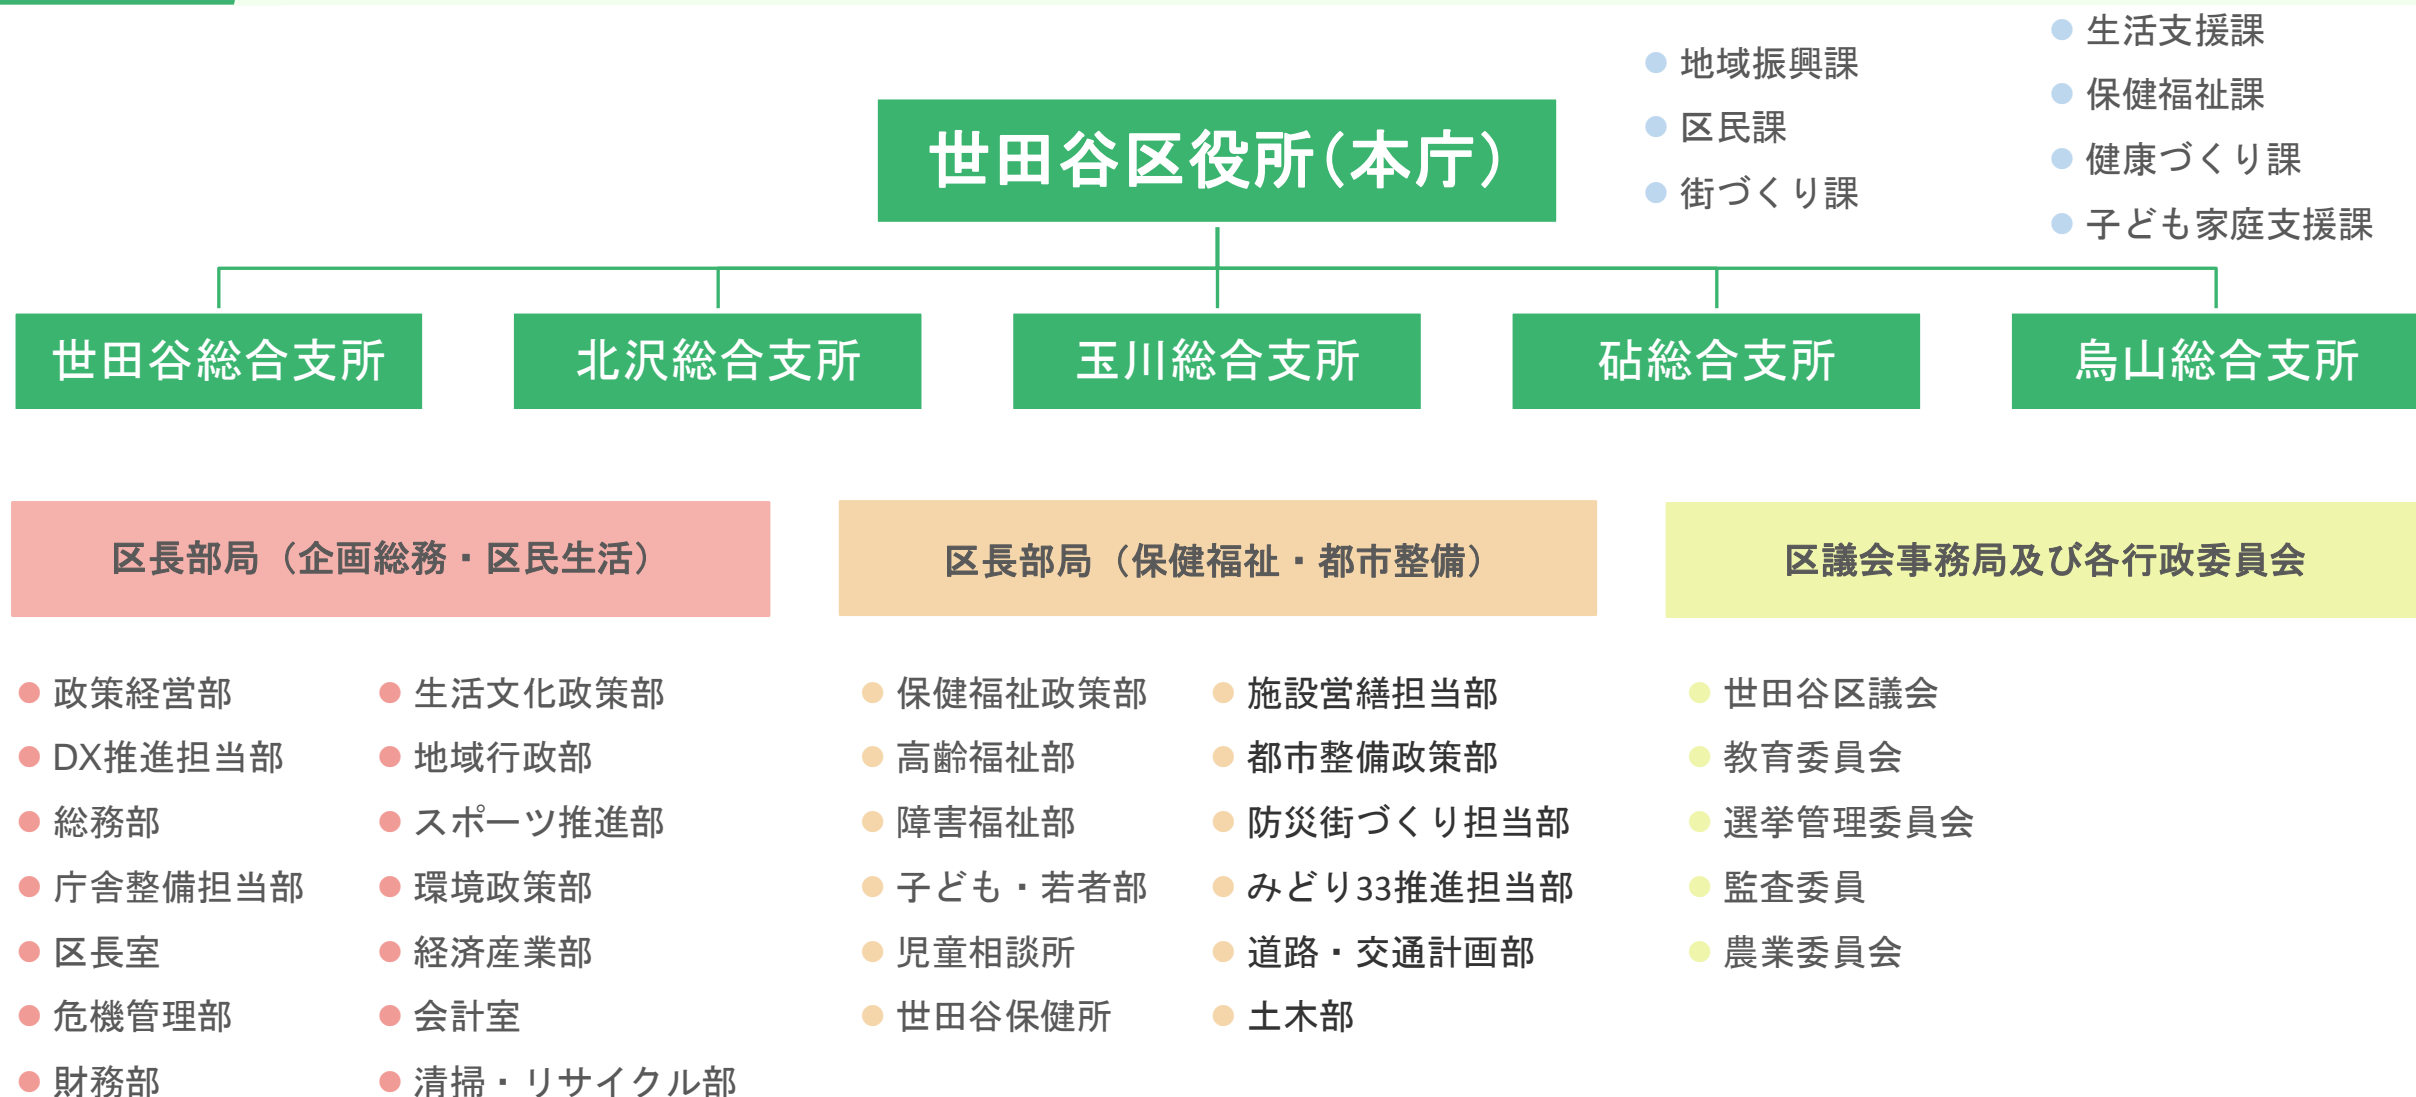 地域振興課
区民課
街づくり課
生活支援課
保健福祉課
健康づくり課
子ども家庭支援課
世田谷区役所（本庁）
世田谷総合支所
北沢総合支所
玉川総合支所
砧総合支所
烏山総合支所
区長部局（企画総務・区民生活）
政策経営部
DX推進担当部
総務部
庁舎整備担当部
区長室
危機管理部
財務部
生活文化政策部
地域行政部
スポーツ推進部
環境政策部
経済産業部
会計室
清掃・リサイクル部
区長部局（保健福祉・都市整備）
保健福祉政策部
高齢福祉部
障害福祉部
子ども・若者部
児童相談所
世田谷保健所
施設営繕担当部
都市整備政策部
防災街づくり担当部
みどり33推進担当部
道路・交通計画部
土木部
区議会事務局及び各行政委員会
世田谷区議会
教育委員会
選挙管理委員会
監査委員
農業委員会